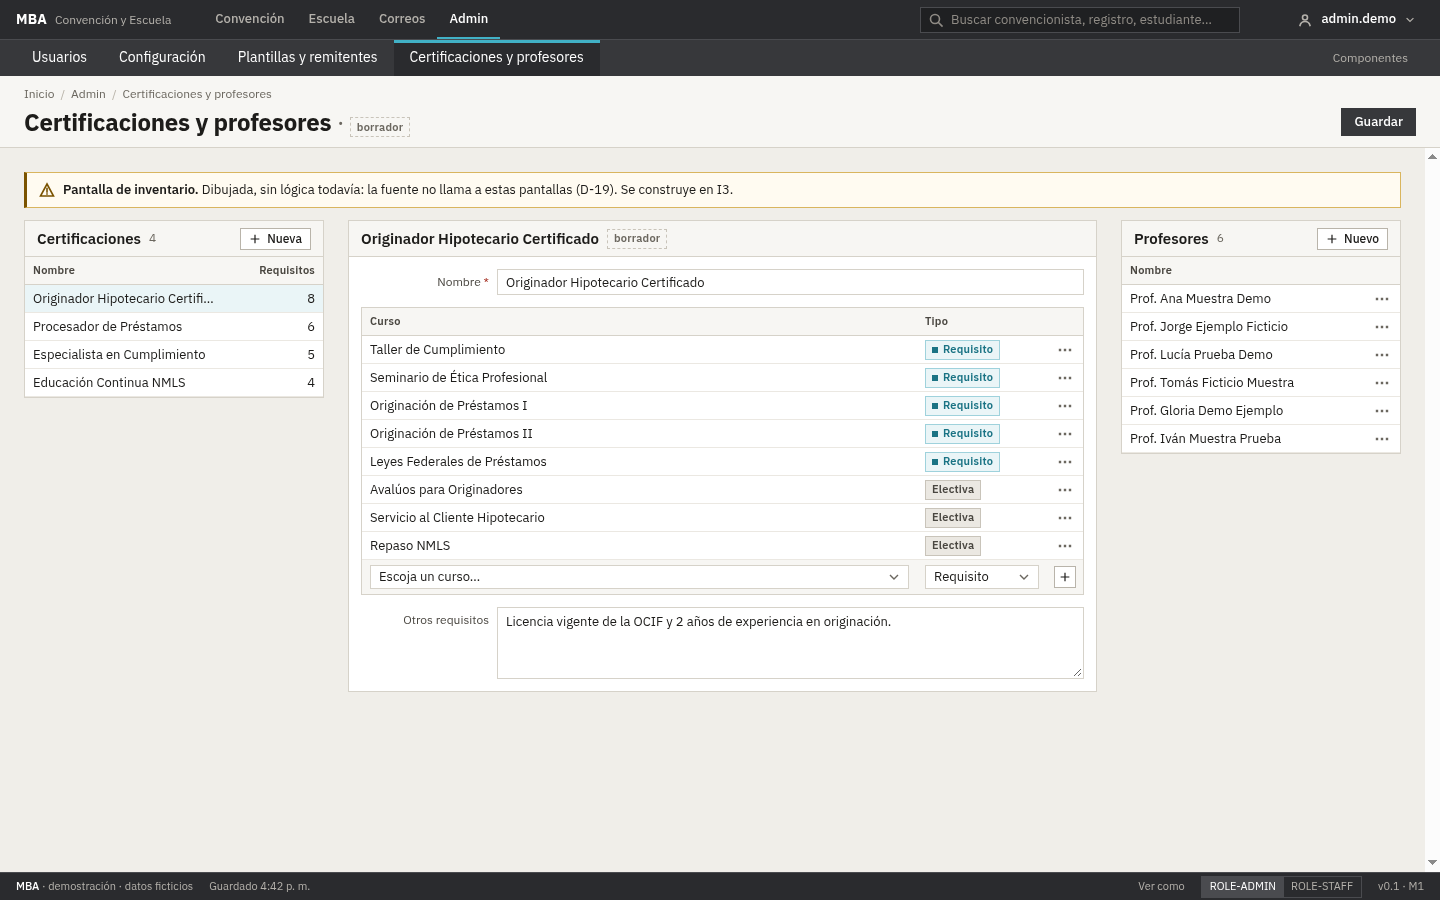 MBA Convención y Escuela Convención Escuela Correos Admin Buscar convencionista, registro, estudiante... admin.demo
Usuarios Configuración Plantillas y remitentes Certificaciones y profesores Componentes
Inicio / Admin / Certificaciones y profesores
Certificaciones y profesores · borrador Guardar
Pantalla de inventario. Dibujada, sin lógica todavía: la fuente no llama a estas pantallas (D-19). Se construye en I3.
Certificaciones 4 + Nueva
Nombre Requisitos
Originador Hipotecario Certifi... 8
Procesador de Préstamos 6
Especialista en Cumplimiento 5
Educación Continua NMLS 4
Originador Hipotecario Certificado borrador
Nombre * Originador Hipotecario Certificado
Curso Tipo
Taller de Cumplimiento Requisito
Seminario de Ética Profesional Requisito
Originación de Préstamos I Requisito
Originación de Préstamos II Requisito
Leyes Federales de Préstamos Requisito
Avalúos para Originadores Electiva
Servicio al Cliente Hipotecario Electiva
Repaso NMLS Electiva
Escoja un curso... Requisito +
Otros requisitos Licencia vigente de la OCIF y 2 años de experiencia en originación.
Profesores 6 + Nuevo
Nombre
Prof. Ana Muestra Demo
Prof. Jorge Ejemplo Ficticio
Prof. Lucía Prueba Demo
Prof. Tomás Ficticio Muestra
Prof. Gloria Demo Ejemplo
Prof. Iván Muestra Prueba
MBA · demostración · datos ficticios Guardado 4:42 p. m. Ver como ROLE-ADMIN ROLE-STAFF v0.1 · M1